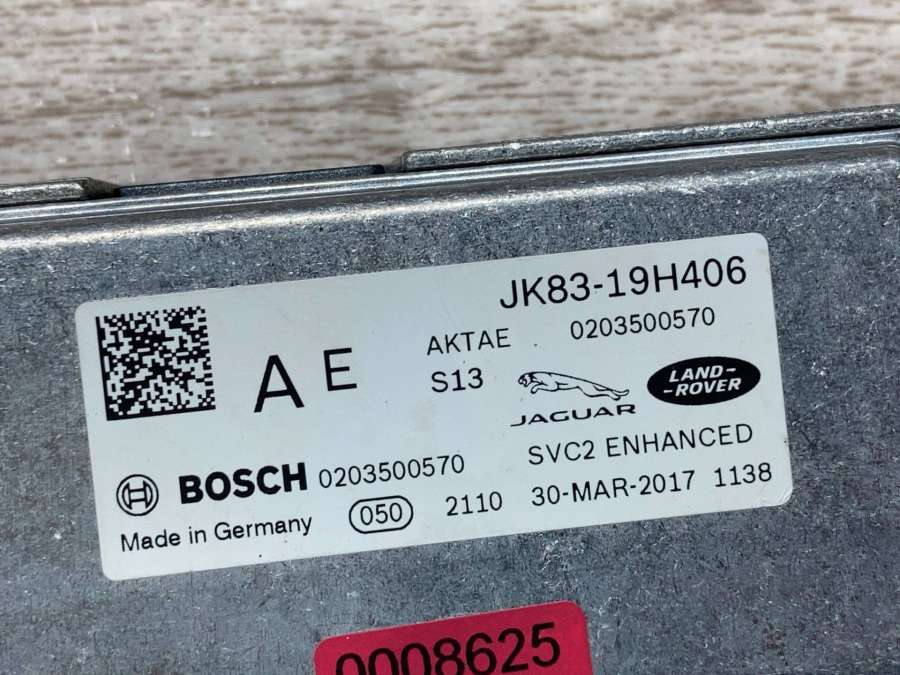 JK83-19H406
AE
AKTAE
0203500570
S13
JAGUAR
LAND-
-ROVER
BOSCH 0203500570
SVC2 ENHANCED
Made in Germany
050
2110
30-MAR-2017
1138
0008625